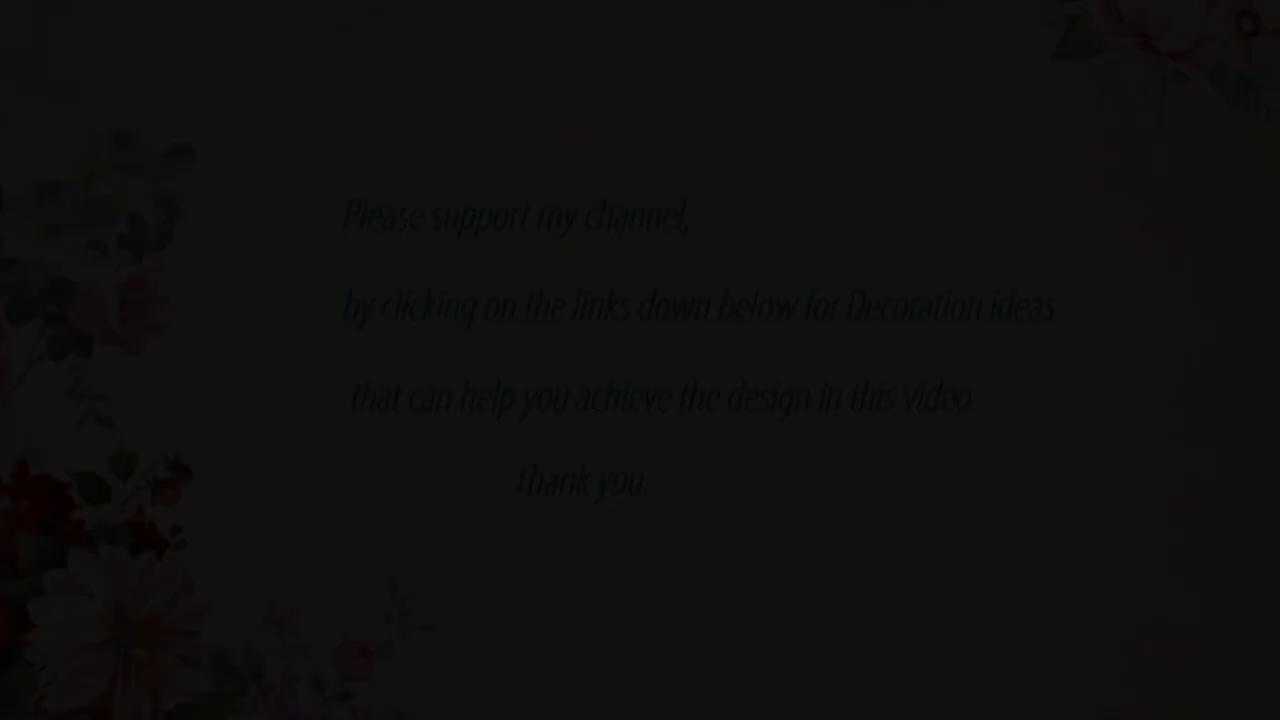 Please support my channel,
by clicking on the links down below for Decoration ideas
that can help you achieve the design in this video.
Thank you.